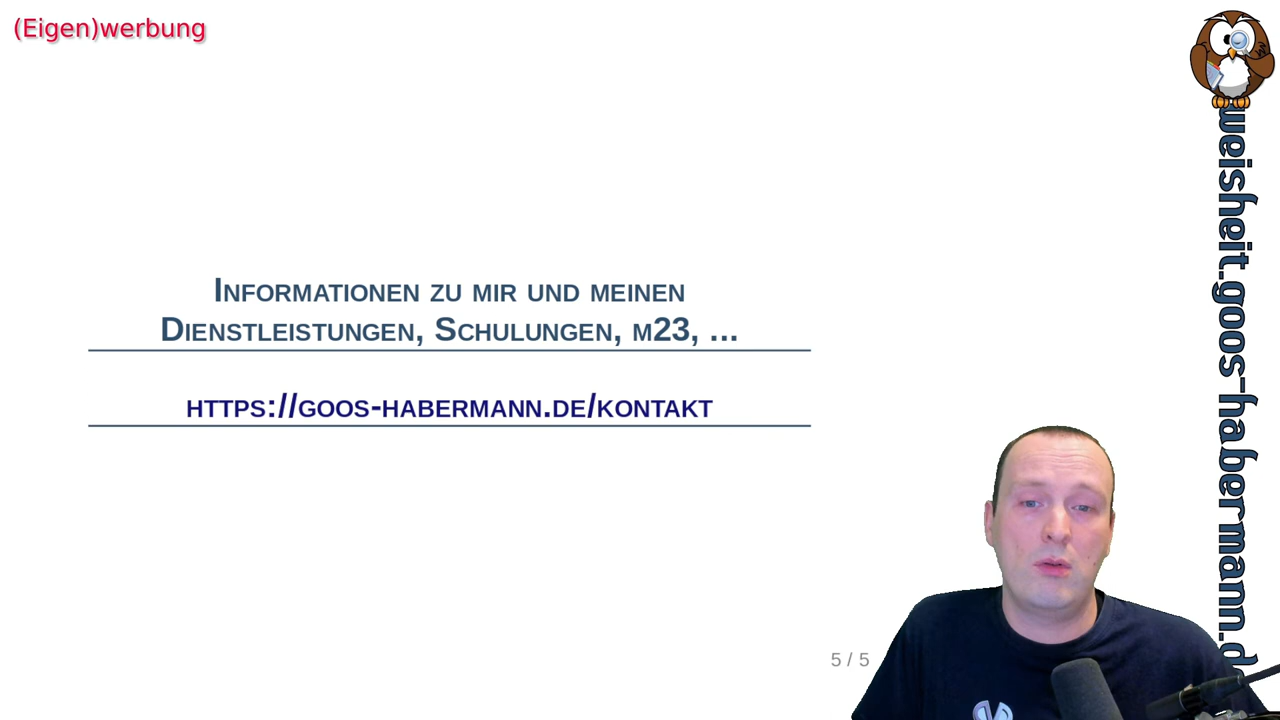 (Eigen)werbung
Informationen zu mir und meinen
Dienstleistungen, Schulungen, m23, ...
https://goos-habermann.de/kontakt
5 / 5
weisheit.goos-habermann.d